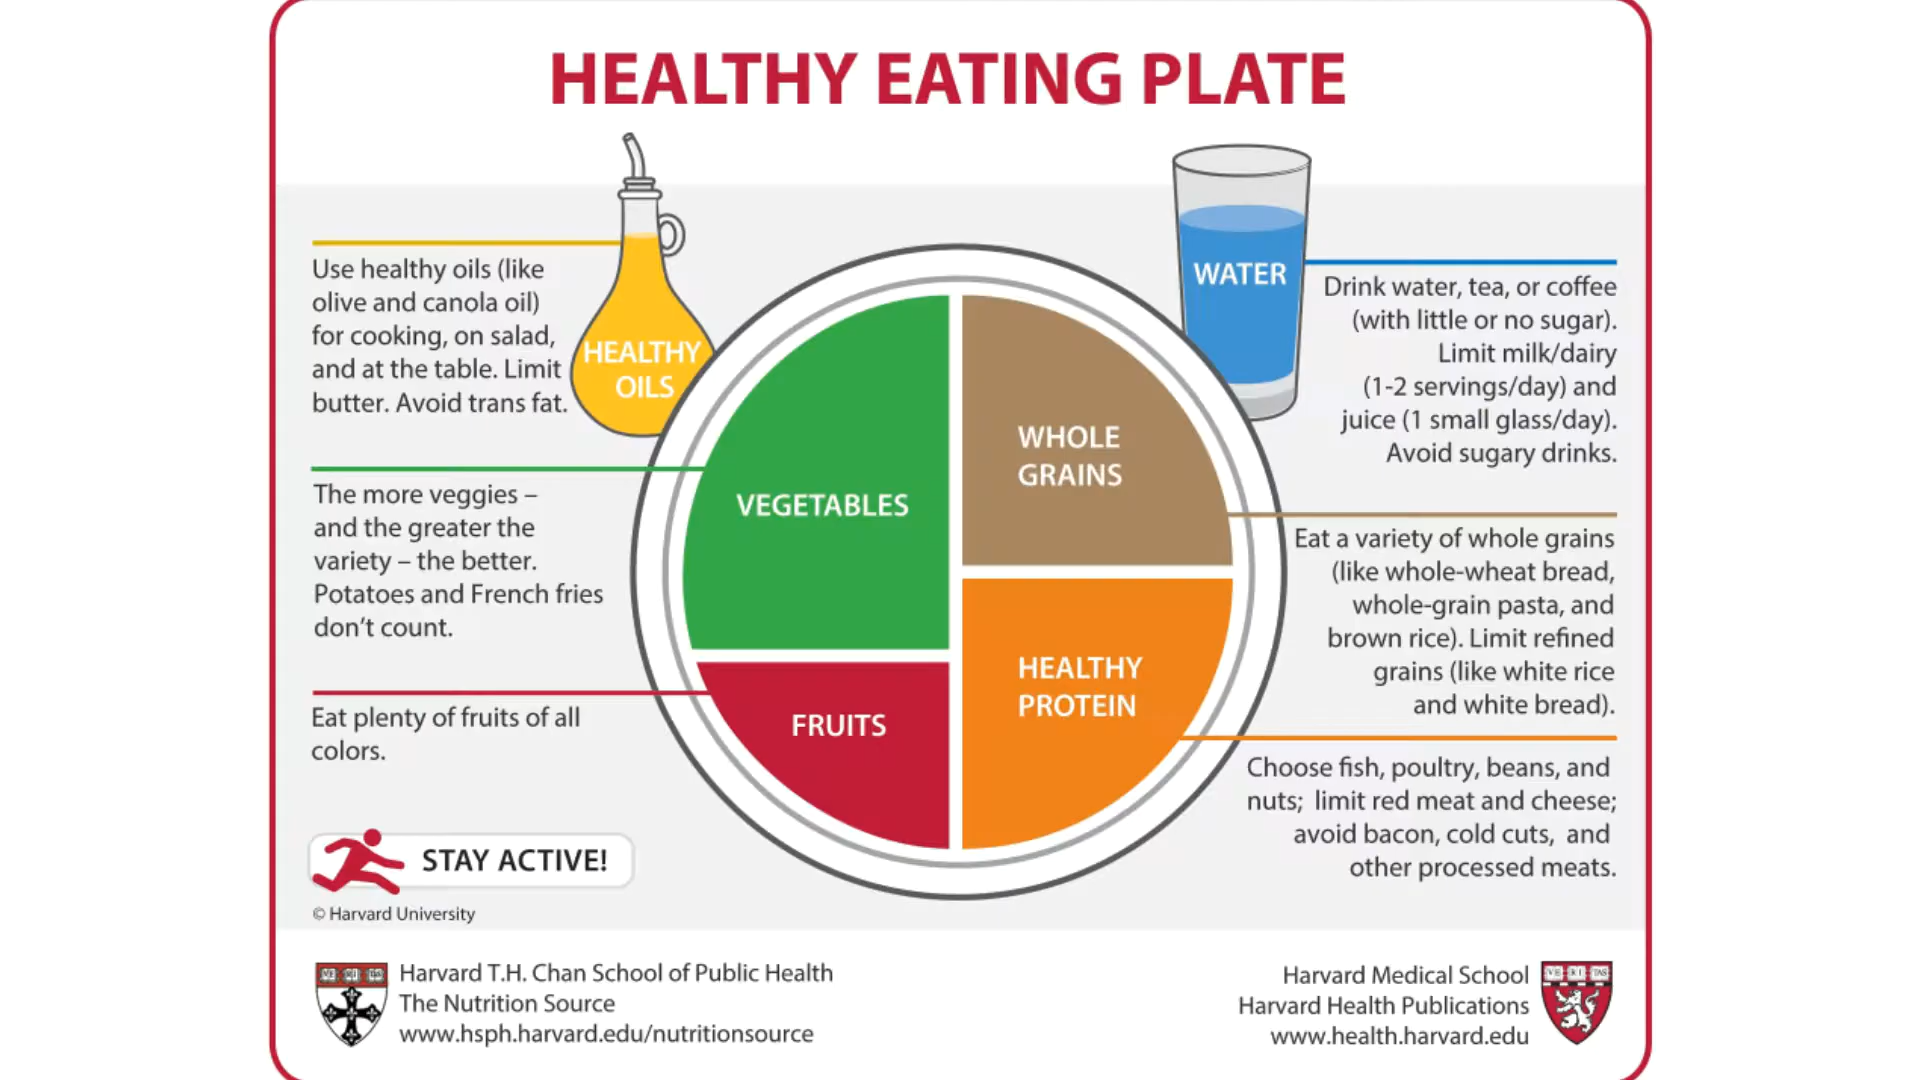 HEALTHY EATING PLATE
Use healthy oils (like
olive and canola oil)
for cooking, on salad,
and at the table. Limit
butter. Avoid trans fat.
HEALTHY
OILS
WATER
Drink water, tea, or coffee
(with little or no sugar).
Limit milk/dairy
(1-2 servings/day) and
juice (1 small glass/day).
Avoid sugary drinks.
The more veggies –
and the greater the
variety – the better.
Potatoes and French fries
don’t count.
VEGETABLES
WHOLE
GRAINS
Eat a variety of whole grains
(like whole-wheat bread,
whole-grain pasta, and
brown rice). Limit refined
grains (like white rice
and white bread).
Eat plenty of fruits of all
colors.
FRUITS
HEALTHY
PROTEIN
Choose fish, poultry, beans, and
nuts; limit red meat and cheese;
avoid bacon, cold cuts, and
other processed meats.
STAY ACTIVE!
© Harvard University
VE RI TAS
Harvard T.H. Chan School of Public Health
The Nutrition Source
www.hsph.harvard.edu/nutritionsource
Harvard Medical School
Harvard Health Publications
www.health.harvard.edu
VE RI TAS